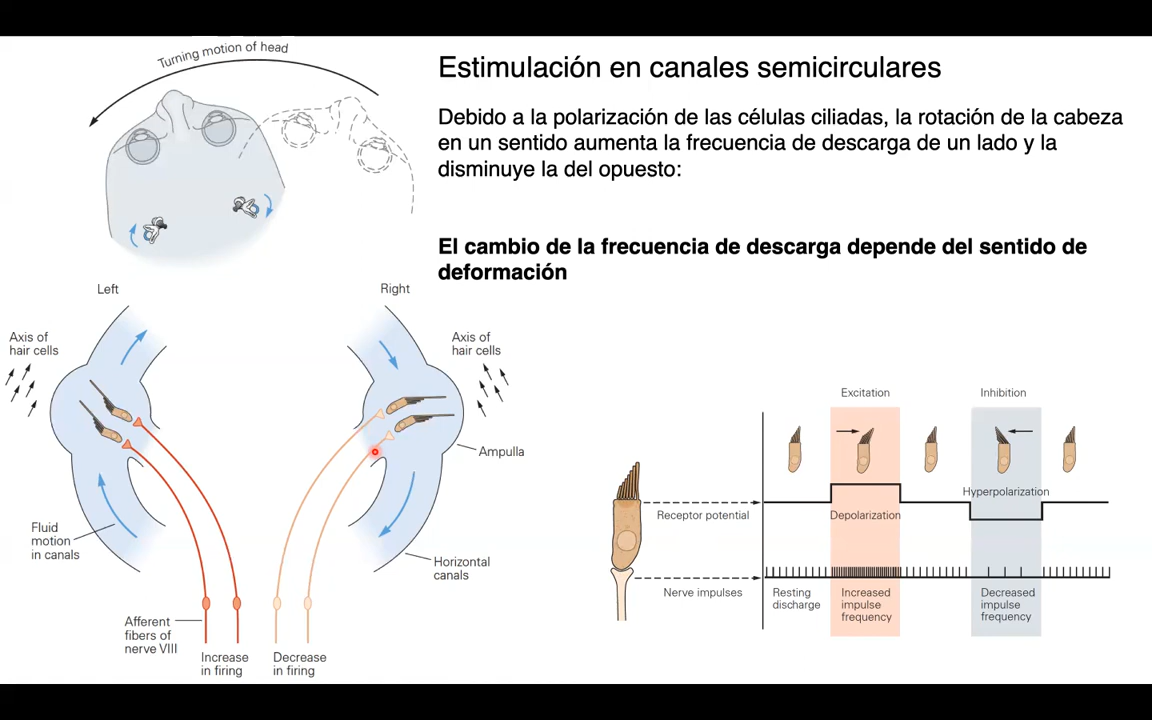 Turning motion of head
Estimulación en canales semicirculares
Debido a la polarización de las células ciliadas, la rotación de la cabeza
en un sentido aumenta la frecuencia de descarga de un lado y la
disminuye la del opuesto:
El cambio de la frecuencia de descarga depende del sentido de
deformación
Left
Right
Axis of
hair cells
Axis of
hair cells
Ampulla
Fluid
motion
in canals
Horizontal
canals
Afferent
fibers of
nerve VIII
Increase
in firing
Decrease
in firing
Excitation
Inhibition
Hyperpolarization
Receptor potential
Depolarization
Nerve impulses
Resting
discharge
Increased
impulse
frequency
Decreased
impulse
frequency